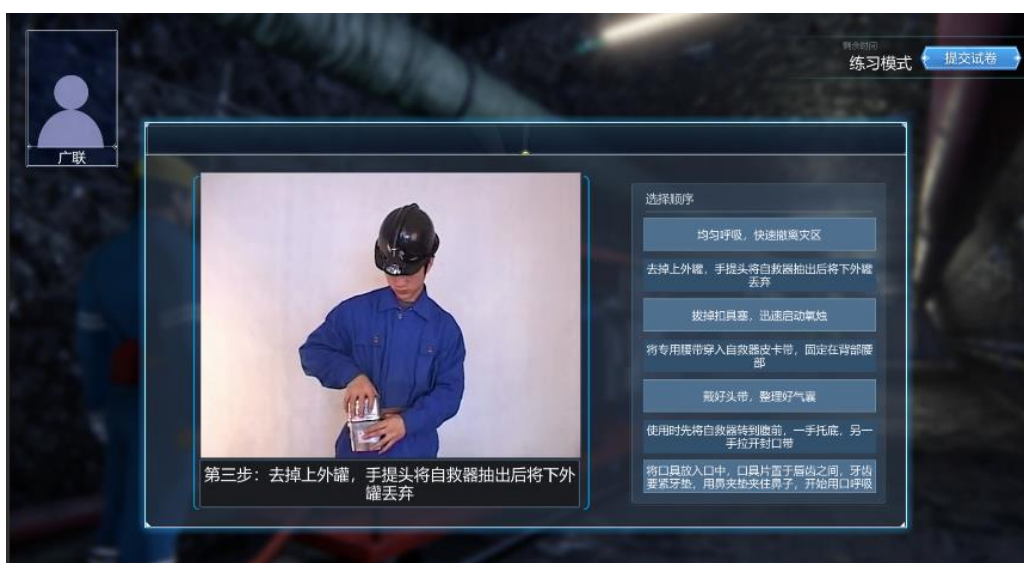 剩余时间
练习模式
提交试卷
广联
选择顺序
均匀呼吸，快速撤离灾区
去掉上外罐，手提头将自救器抽出后将下外罐
丢弃
拔掉扣具塞，迅速启动氧烛
将专用腰带穿入自救器皮卡带，固定在背部腰
部
戴好头带，整理好气囊
使用时先将自救器转到腹前，一手托底，另一
手拉开封口带
将口具放入口中，口具片置于唇齿之间，牙齿
要紧牙垫，用鼻夹垫夹住鼻子，开始用口呼吸
第三步：去掉上外罐，手提头将自救器抽出后将下外
罐丢弃